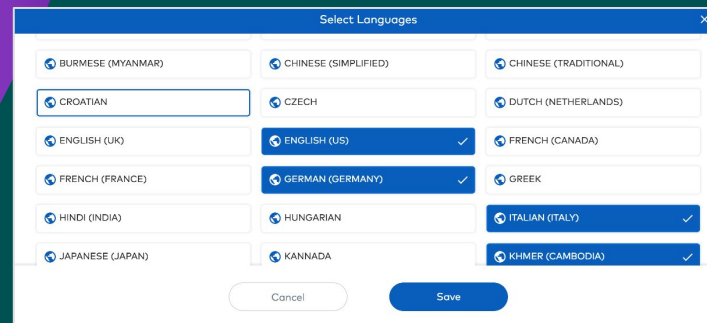 Select Languages
BURMESE (MYANMAR)
CHINESE (SIMPLIFIED)
CHINESE (TRADITIONAL)
CROATIAN
CZECH
DUTCH (NETHERLANDS)
ENGLISH (UK)
ENGLISH (US)
FRENCH (CANADA)
FRENCH (FRANCE)
GERMAN (GERMANY)
GREEK
HINDI (INDIA)
HUNGARIAN
ITALIAN (ITALY)
JAPANESE (JAPAN)
KANNADA
KHMER (CAMBODIA)
Cancel
Save